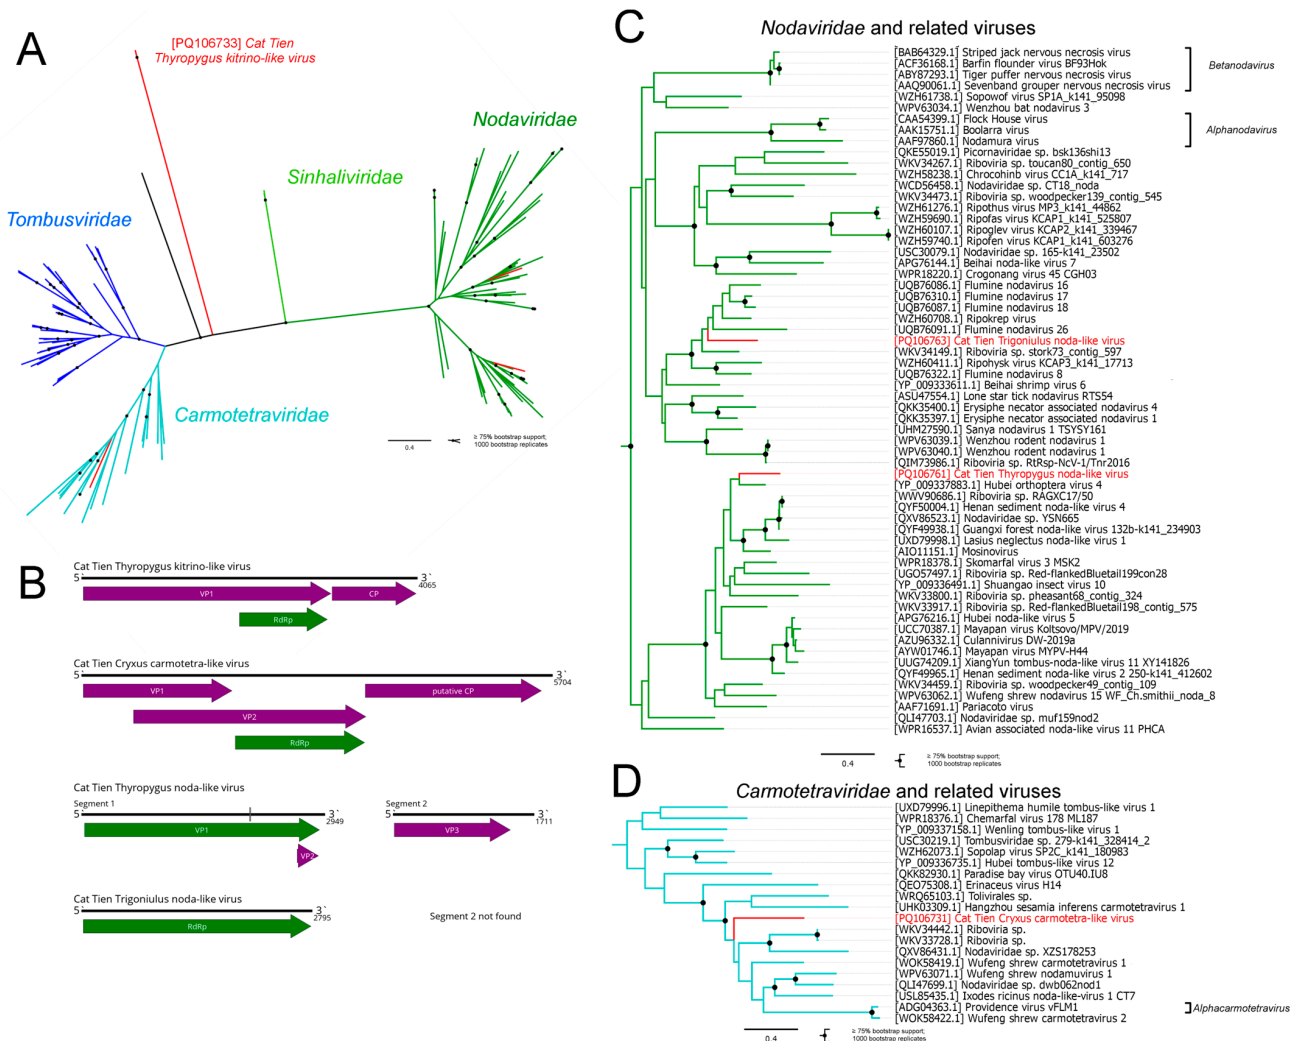 A
[PQ106733] Cat Tien
Thyropygus kitrino-like virus
Nodaviridae
Sinhaliviridae
Tombusviridae
Carmotetraviridae
0.4
≥ 75% bootstrap support;
1000 bootstrap replicates
B
Cat Tien Thyropygus kitrino-like virus
5`
3`
4065
VP1
CP
RdRp
Cat Tien Cryxus carmotetra-like virus
5`
3`
5704
VP1
putative CP
VP2
RdRp
Cat Tien Thyropygus noda-like virus
Segment 1
5`
3`
2949
VP1
VP2
Segment 2
5`
3`
1711
VP3
Cat Tien Trigoniulus noda-like virus
5`
3`
2795
RdRp
Segment 2 not found
C
Nodaviridae and related viruses
[BAB64329.1] Striped jack nervous necrosis virus
[ACF36168.1] Barfin flounder virus BF93Hok
[ABY87293.1] Tiger puffer nervous necrosis virus
[AAQ90061.1] Sevenband grouper nervous necrosis virus
Betanodavirus
[WZH61738.1] Sopowof virus SP1A_k141_95098
[WPV63034.1] Wenzhou bat nodavirus 3
[CAA54399.1] Flock House virus
[AAK15751.1] Boolarra virus
[AAF97860.1] Nodamura virus
Alphanodavirus
[QKE55019.1] Picornaviridae sp. bsk136shi13
[WKV34267.1] Riboviria sp. toucan80_contig_650
[WZH58238.1] Chrocohinb virus CC1A_k141_717
[WCD56458.1] Nodaviridae sp. CT18_noda
[WKV34473.1] Riboviria sp. woodpecker139_contig_545
[WZH61276.1] Ripothus virus MP3_k141_44862
[WZH59690.1] Ripofas virus KCAP1_k141_525807
[WZH60107.1] Ripoglev virus KCAP2_k141_339467
[WZH59740.1] Ripofen virus KCAP1_k141_603276
[USC30079.1] Nodaviridae sp. 165-k141_23502
[APG76144.1] Beihai noda-like virus 7
[WPR18220.1] Crogonang virus 45 CGH03
[UQB76086.1] Flumine nodavirus 16
[UQB76310.1] Flumine nodavirus 17
[UQB76087.1] Flumine nodavirus 18
[WZH60708.1] Ripokrep virus
[UQB76091.1] Flumine nodavirus 26
[PQ106763] Cat Tien Trigoniulus noda-like virus
[WKV34149.1] Riboviria sp. stork73_contig_597
[WZH60411.1] Ripohysk virus KCAP3_k141_17713
[UQB76322.1] Flumine nodavirus 8
[YP_009333611.1] Beihai shrimp virus 6
[ASU47554.1] Lone star tick nodavirus RTS54
[QKK35400.1] Erysiphe necator associated nodavirus 4
[QKK35397.1] Erysiphe necator associated nodavirus 1
[UHM27590.1] Sanya nodavirus 1 TSYSY161
[WPV63039.1] Wenzhou rodent nodavirus 1
[WPV63040.1] Wenzhou rodent nodavirus 1
[QIM73986.1] Riboviria sp. RtRsp-NcV-1/Tnr2016
[PQ106761] Cat Tien Thyropygus noda-like virus
[YP_009337883.1] Hubei orthoptera virus 4
[WWV90686.1] Riboviria sp. RAGXC17/50
[QYF50004.1] Henan sediment noda-like virus 4
[QXV86523.1] Nodaviridae sp. YSN665
[QYF49938.1] Guangxi forest noda-like virus 132b-k141_234903
[UXD79998.1] Lasius neglectus noda-like virus 1
[AIO11151.1] Mosinovirus
[WPR18378.1] Skomarfal virus 3 MSK2
[UGO57497.1] Riboviria sp. Red-flankedBluetail199con28
[YP_009336491.1] Shuangao insect virus 10
[WKV33800.1] Riboviria sp. pheasant68_contig_324
[WKV33917.1] Riboviria sp. Red-flankedBluetail198_contig_575
[APG76216.1] Hubei noda-like virus 5
[UCC70387.1] Mayapan virus Koltsovo/MPV/2019
[AZU96332.1] Culannivirus DW-2019a
[AYW01746.1] Mayapan virus MYPV-H44
[UUG74209.1] XiangYun tombus-noda-like virus 11 XY141826
[QYF49965.1] Henan sediment noda-like virus 2 250-k141_412602
[WKV34459.1] Riboviria sp. woodpecker49_contig_109
[WPV63062.1] Wufeng shrew nodavirus 15 WF_Ch.smithii_noda_8
[AAF71691.1] Pariacoto virus
[QLI47703.1] Nodaviridae sp. muf159nod2
[WPR16537.1] Avian associated noda-like virus 11 PHCA
0.4
≥ 75% bootstrap support;
1000 bootstrap replicates
D
Carmotetraviridae and related viruses
[UXD79996.1] Linepithema humile tombus-like virus 1
[WPR18376.1] Chemarfal virus 178 ML187
[YP_009337158.1] Wenling tombus-like virus 1
[USC30219.1] Tombusviridae sp. 279-k141_328414_2
[WZH62073.1] Sopolap virus SP2C_k141_180983
[YP_009336735.1] Hubei tombus-like virus 12
[QKK82930.1] Paradise bay virus OTU40.IU8
[QEO75308.1] Erinaceus virus H14
[WRQ65103.1] Tolivirales sp.
[UHK03309.1] Hangzhou sesamia inferens carmotetravirus 1
[PQ106731] Cat Tien Cryxus carmotetra-like virus
[WKV34442.1] Riboviria sp.
[WKV33728.1] Riboviria sp.
[QXV86431.1] Nodaviridae sp. XZS178253
[WOK58419.1] Wufeng shrew carmotetravirus 1
[WPV63071.1] Wufeng shrew nodamuvirus 1
[QLI47699.1] Nodaviridae sp. dwb062nod1
[USL85435.1] Ixodes ricinus noda-like-virus 1 CT7
[ADG04363.1] Providence virus vFLM1
[WOK58422.1] Wufeng shrew carmotetravirus 2
Alphacarmotetravirus
0.4
≥ 75% bootstrap support;
1000 bootstrap replicates